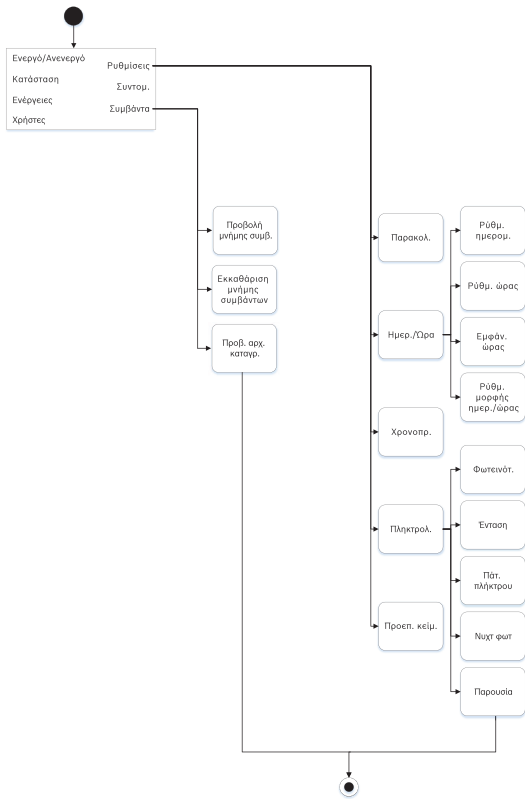 Ενεργό/Ανενεργό
Κατάσταση
Ενέργειες
Χρήστες
Ρυθμίσεις
Συντομ.
Συμβάντα
Προβολή
μνήμης συμβ.
Εκκαθάριση
μνήμης
συμβάντων
Προβ. αρχ.
καταγρ.
Παρακολ.
Ημερ./Ώρα
Χρονοπρ.
Πληκτρολ.
Προεπ. κείμ.
Ρύθμ.
ημερομ.
Ρύθμ. ώρας
Εμφάν.
ώρας
Ρύθμ.
μορφής
ημερ./ώρας
Φωτεινότ.
Ένταση
Πάτ.
πλήκτρου
Νυχτ φωτ
Παρουσία